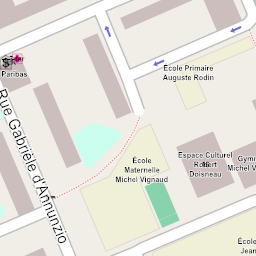 Paribas
École Primaire
Auguste Rodin
Rue Gabrièle d'Annunzio
École
Maternelle
Michel Vignaud
Espace Culturel
Robert
Doisneau
Gym
Michel V
École
Jean